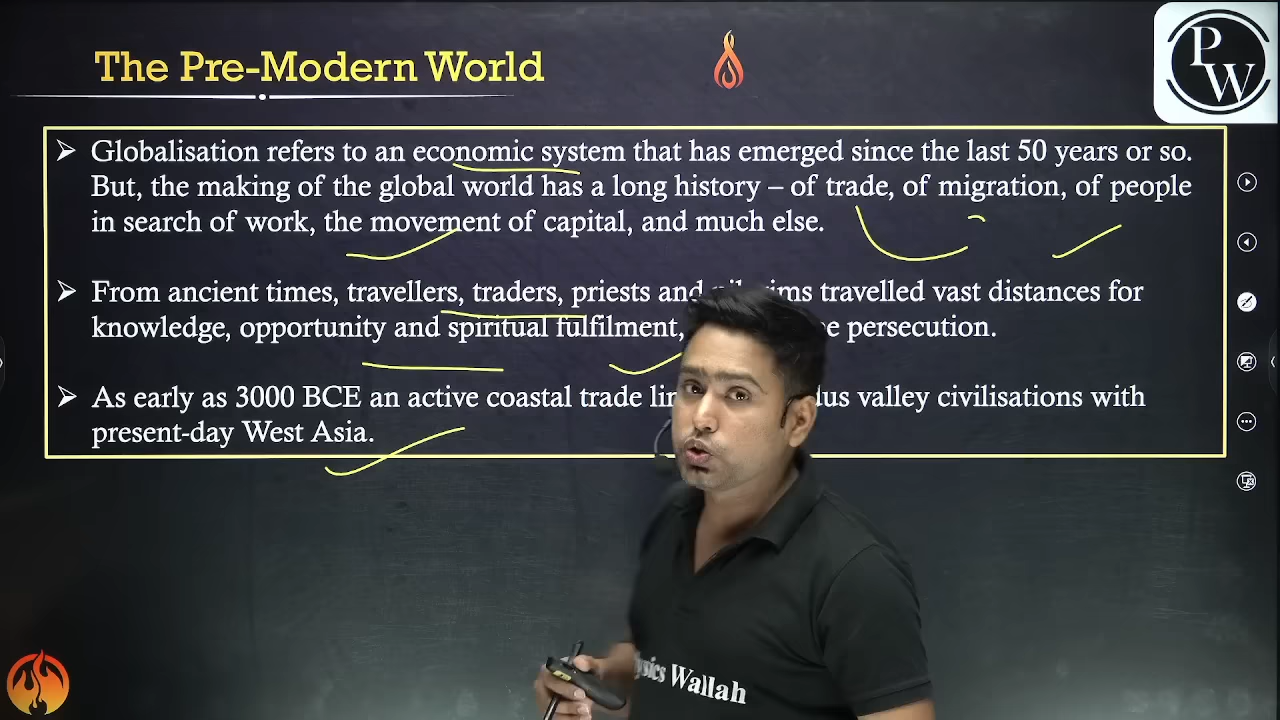 The Pre-Modern World
PW
➤ Globalisation refers to an economic system that has emerged since the last 50 years or so.
But, the making of the global world has a long history – of trade, of migration, of people
in search of work, the movement of capital, and much else.
➤ From ancient times, travellers, traders, priests and travelled vast distances for
knowledge, opportunity and spiritual fulfilment, persecution.
➤ As early as 3000 BCE an active coastal trade valley civilisations with
present-day West Asia.
Wallah